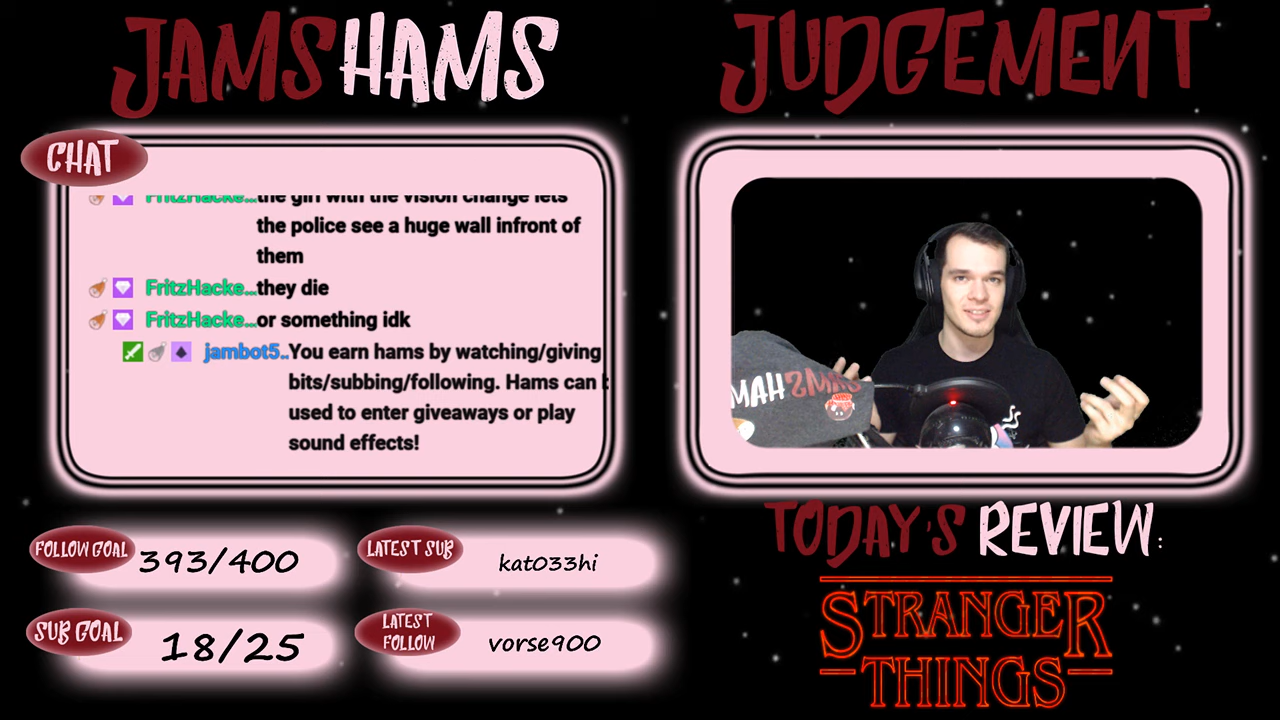 JAMSHAMS
JUDGEMENT
CHAT
FritzHacke...the girl with the vision change lets
the police see a huge wall infront of
them
FritzHacke...they die
FritzHacke...or something idk
jambot5..You earn hams by watching/giving
bits/subbing/following. Hams can
used to enter giveaways or play
sound effects!
HAMSMAJ
TODAY'S REVIEW:
STRANGER
THINGS
FOLLOW GOAL
393/400
LATEST SUB
kat033hi
SUB GOAL
18/25
LATEST
FOLLOW
vorse900